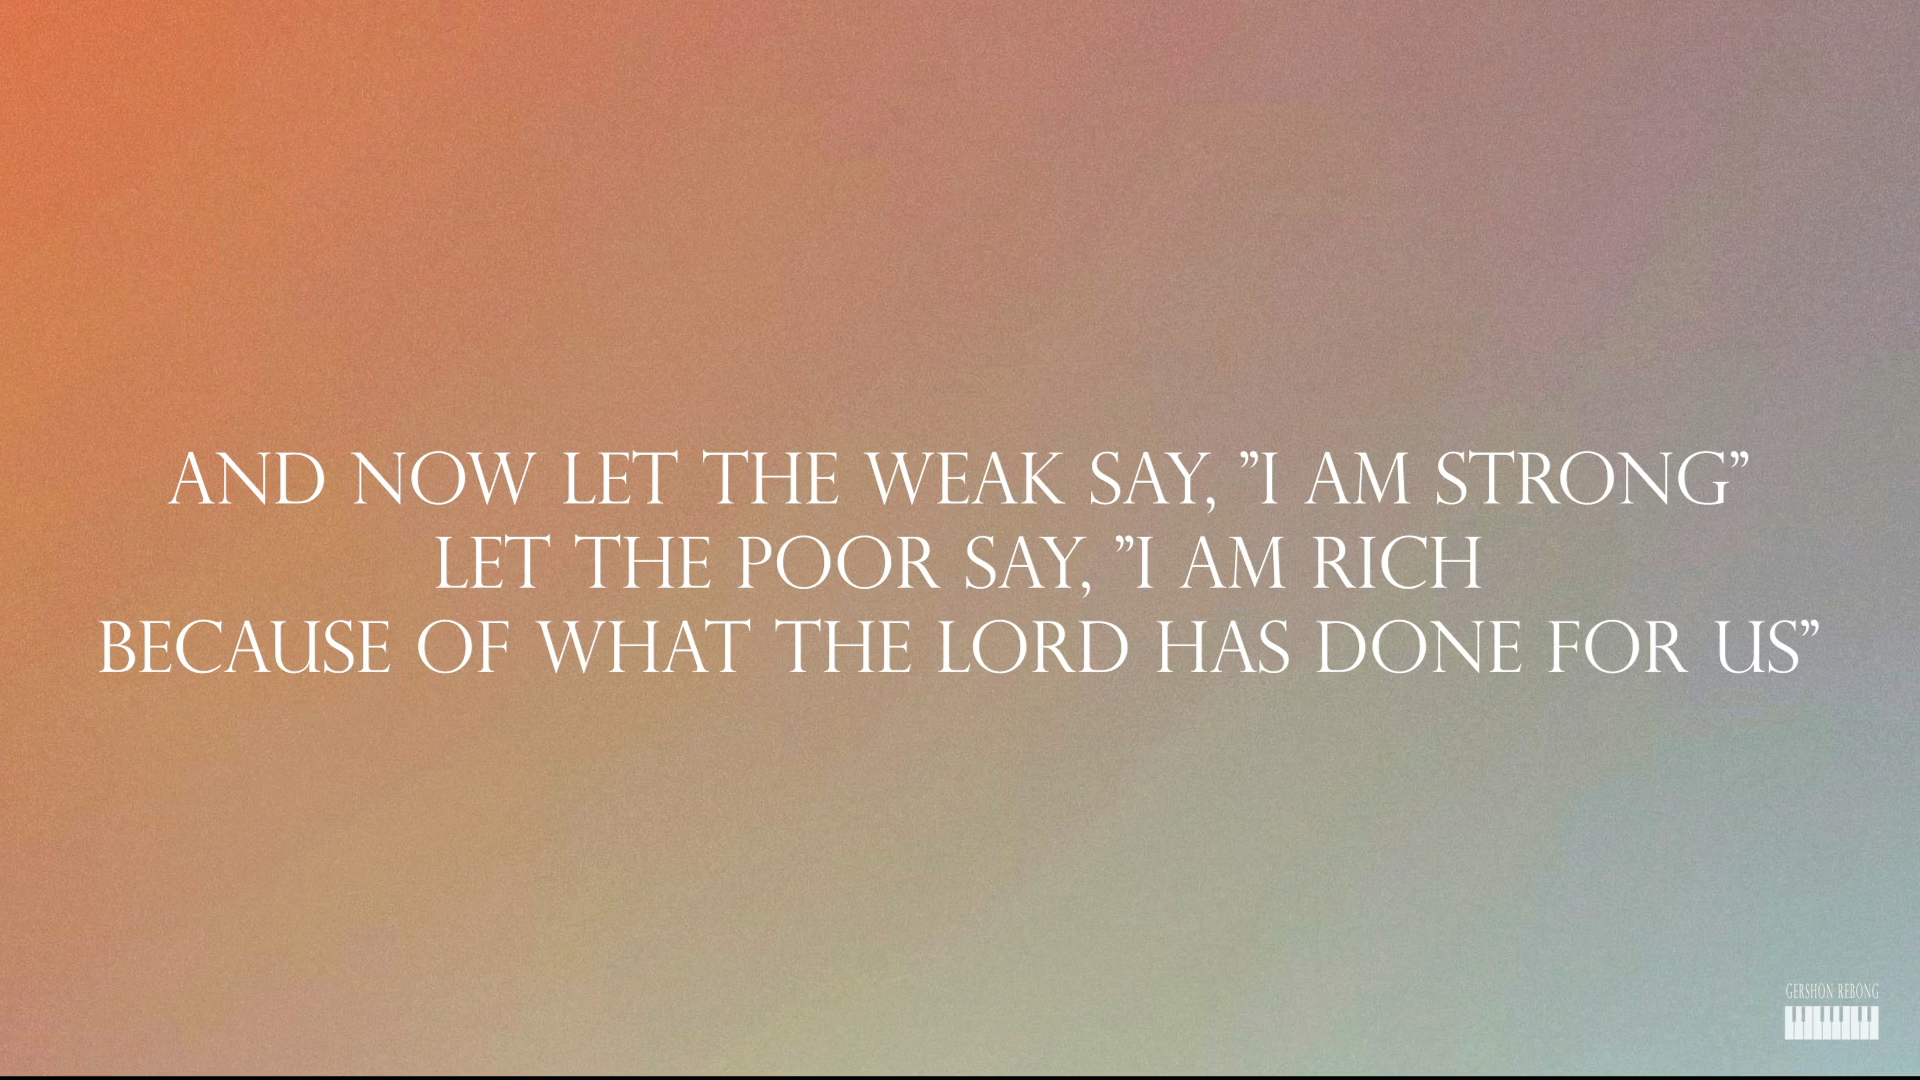 AND NOW LET THE WEAK SAY, ”I AM STRONG”
LET THE POOR SAY, ”I AM RICH
BECAUSE OF WHAT THE LORD HAS DONE FOR US”
GERSHON REBONG